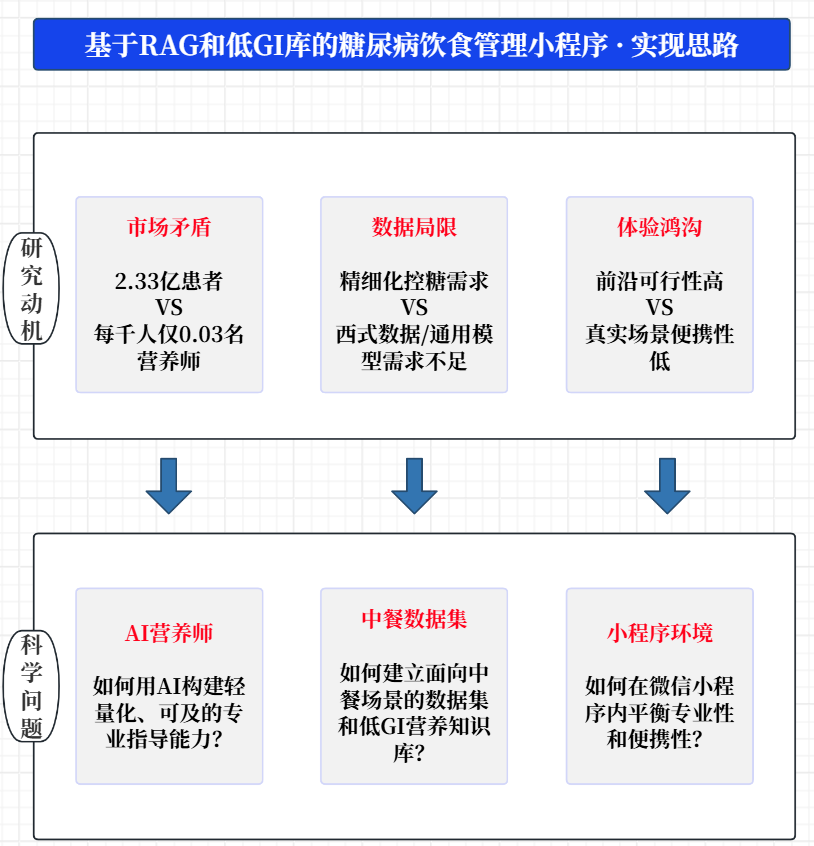 基于RAG和低GI库的糖尿病饮食管理小程序 · 实现思路
研究动机
市场矛盾
2.33亿患者
VS
每千人仅0.03名
营养师
数据局限
精细化控糖需求
VS
西式数据/通用模
型需求不足
体验鸿沟
前沿可行性高
VS
真实场景便携性
低
科学问题
AI营养师
如何用AI构建轻
量化、可及的专
业指导能力?
中餐数据集
如何建立面向中
餐场景的数据集
和低GI营养知识
库?
小程序环境
如何在微信小程
序内平衡专业性
和便携性?